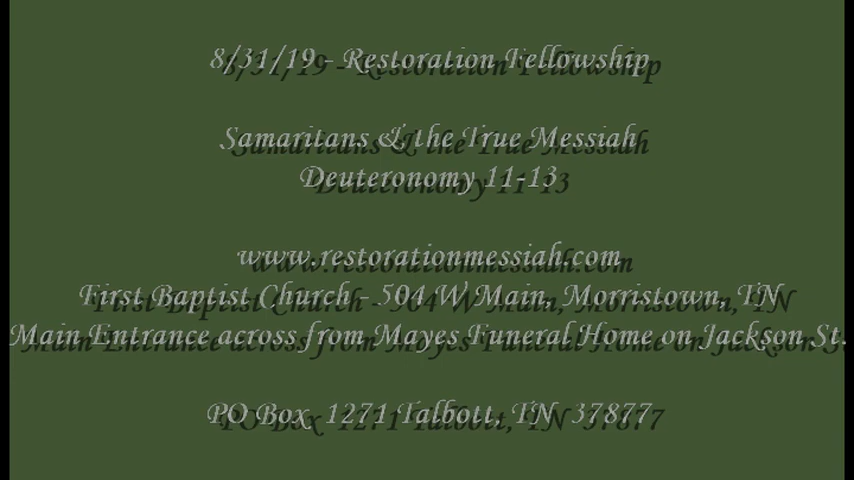 8/31/19 - Restoration Fellowship
Samaritans & the True Messiah
Deuteronomy 11-13
www.restorationmessiah.com
First Baptist Church - 504 W Main, Morristown, TN
Main Entrance across from Mayes Funeral Home on Jackson St.
PO Box 1271 Talbott, TN 37877